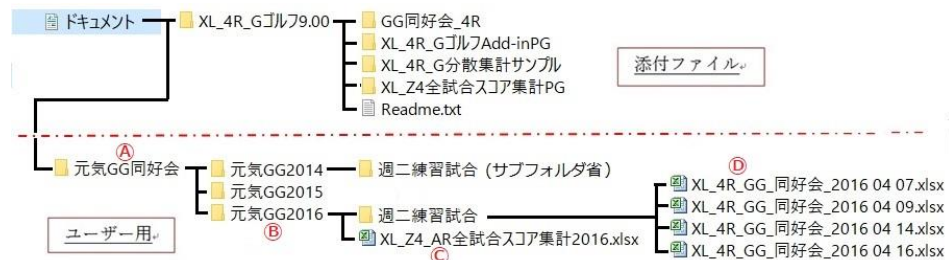 ドキュメント
XL_4R_Gゴルフ9.00
GG同好会_4R
XL_4R_GゴルフAdd-inPG
XL_4R_G分散集計サンプル
XL_Z4全試合スコア集計PG
Readme.txt
添付ファイル
Ⓐ
元気GG同好会
元気GG2014
週二練習試合 (サブフォルダ省)
元気GG2015
元気GG2016
Ⓑ
週二練習試合
XL_Z4_AR全試合スコア集計2016.xlsx
Ⓒ
Ⓓ
XL_4R_GG_同好会_2016 04 07.xlsx
XL_4R_GG_同好会_2016 04 09.xlsx
XL_4R_GG_同好会_2016 04 14.xlsx
XL_4R_GG_同好会_2016 04 16.xlsx
ユーザー用